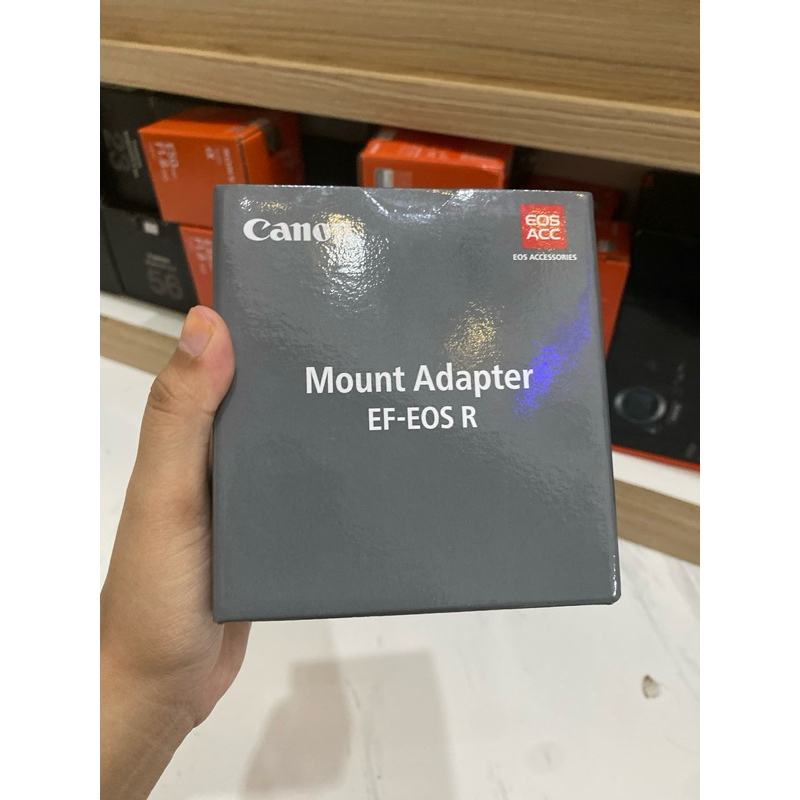 Canon
EOS
ACC
EOS ACCESSORIES
Mount Adapter
EF-EOS R